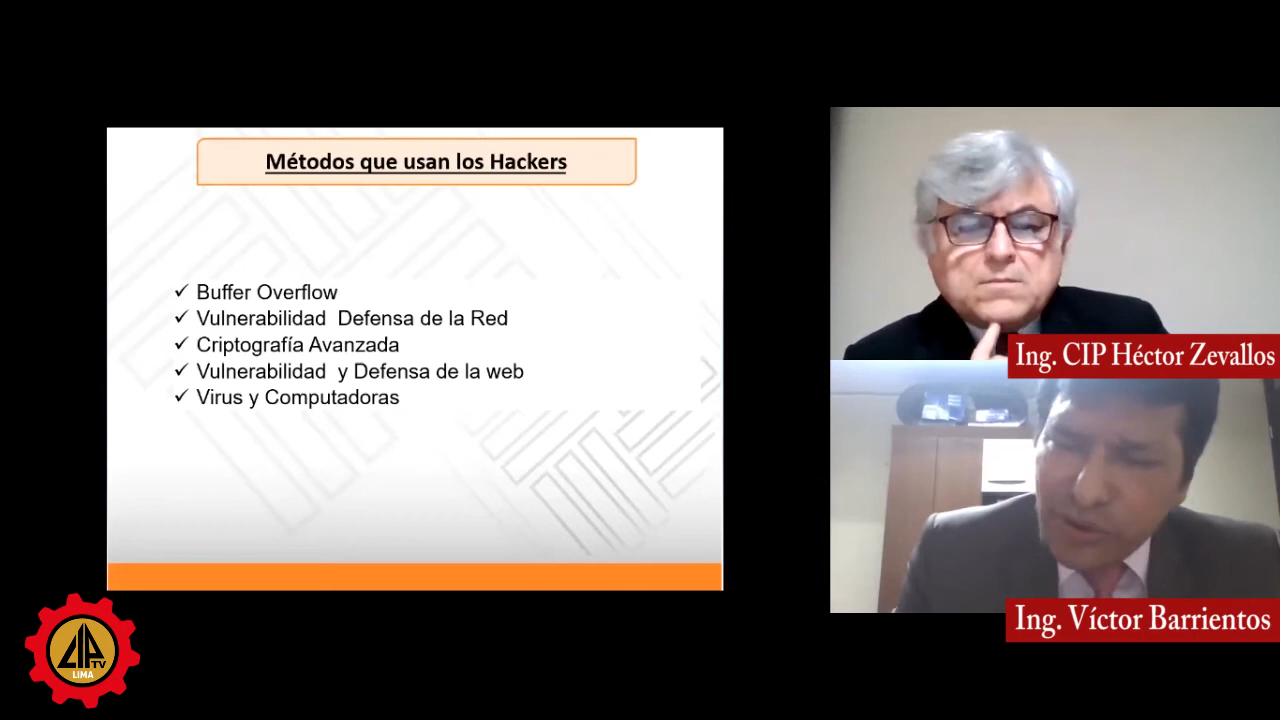 Métodos que usan los Hackers
✓ Buffer Overflow
✓ Vulnerabilidad  Defensa de la Red
✓ Criptografía Avanzada
✓ Vulnerabilidad  y Defensa de la web
✓ Virus y Computadoras
Ing. CIP Héctor Zevallos
Ing. Víctor Barrientos
CIP
TV
LIMA